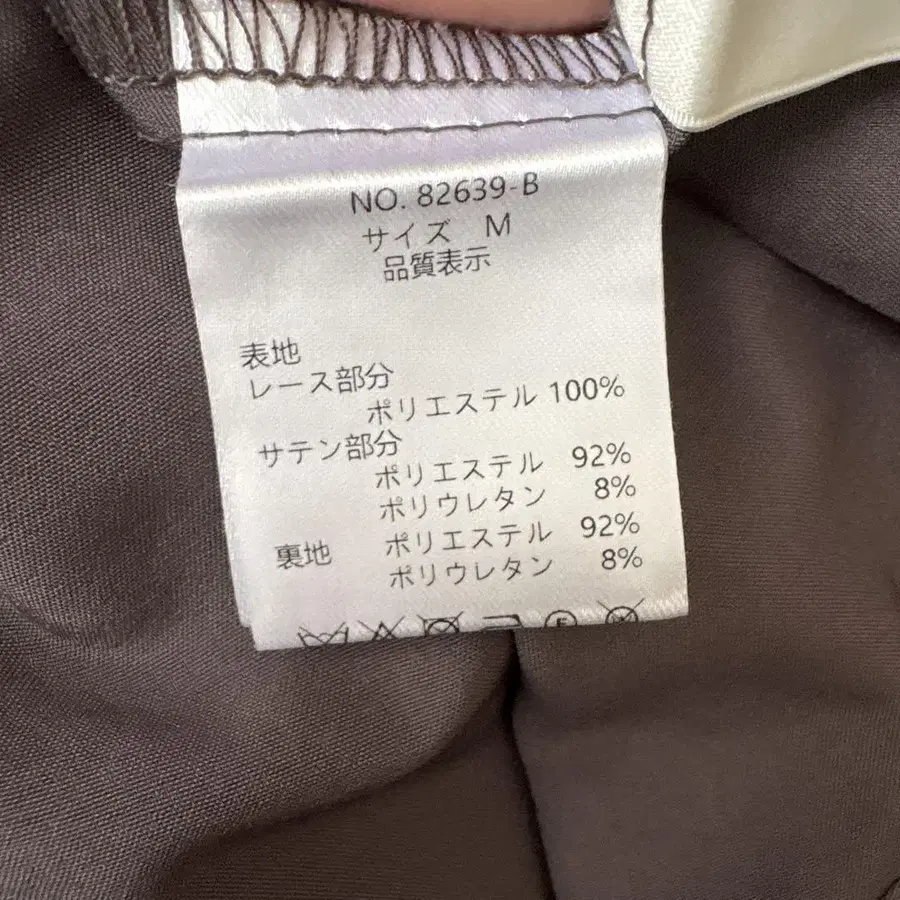 NO. 82639-B
サイズ M
品質表示
表地
レース部分
ポリエステル 100%
サテン部分
ポリエステル 92%
ポリウレタン 8%
裏地 ポリエステル 92%
ポリウレタン 8%